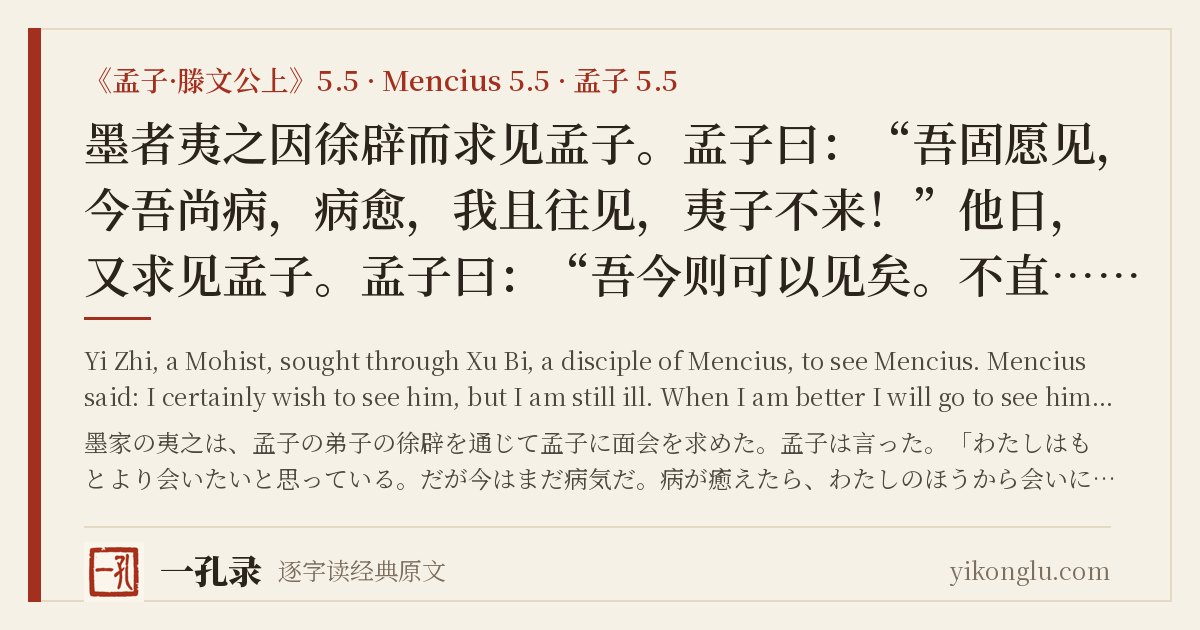 《孟子·滕文公上》5.5 · Mencius 5.5 · 孟子 5.5
墨者夷之因徐辟而求见孟子。孟子曰：“吾固愿见，
今吾尚病，病愈，我且往见，夷子不来！”他日，
又求见孟子。孟子曰：“吾今则可以见矣。不直……
Yi Zhi, a Mohist, sought through Xu Bi, a disciple of Mencius, to see Mencius. Mencius
said: I certainly wish to see him, but I am still ill. When I am better I will go to see him...
墨家の夷之は、孟子の弟子の徐辟を通じて孟子に面会を求めた。孟子は言った。「わたしはも
とより会いたいと思っている。だが今はまだ病気だ。病が癒えたら、わたしのほうから会いに…
一孔
一孔录 逐字读经典原文 yikonglu.com